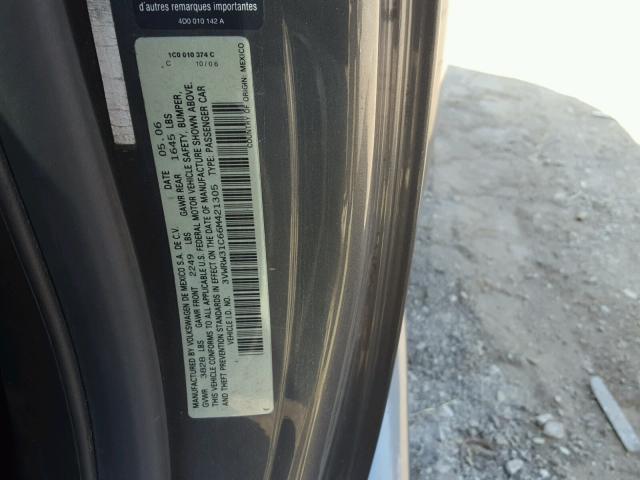 d'autres remarques importantes
4D0 010 142 A
1C0 010 374 C
C 10/06
MANUFACTURED BY VOLKSWAGEN DE MEXICO S.A. DE C.V. DATE 05.06
GVWR 3828 LBS GAWR FRONT 2249 LBS GAWR REAR 1645 LBS
THIS VEHICLE CONFORMS TO ALL APPLICABLE U.S. FEDERAL MOTOR VEHICLE SAFETY, BUMPER,
AND THEFT PREVENTION STANDARDS IN EFFECT ON THE DATE OF MANUFACTURE SHOWN ABOVE.
VEHICLE I.D. NO. 3VWRW31C66M421305 TYPE: PASSENGER CAR
COUNTRY OF ORIGIN: MEXICO